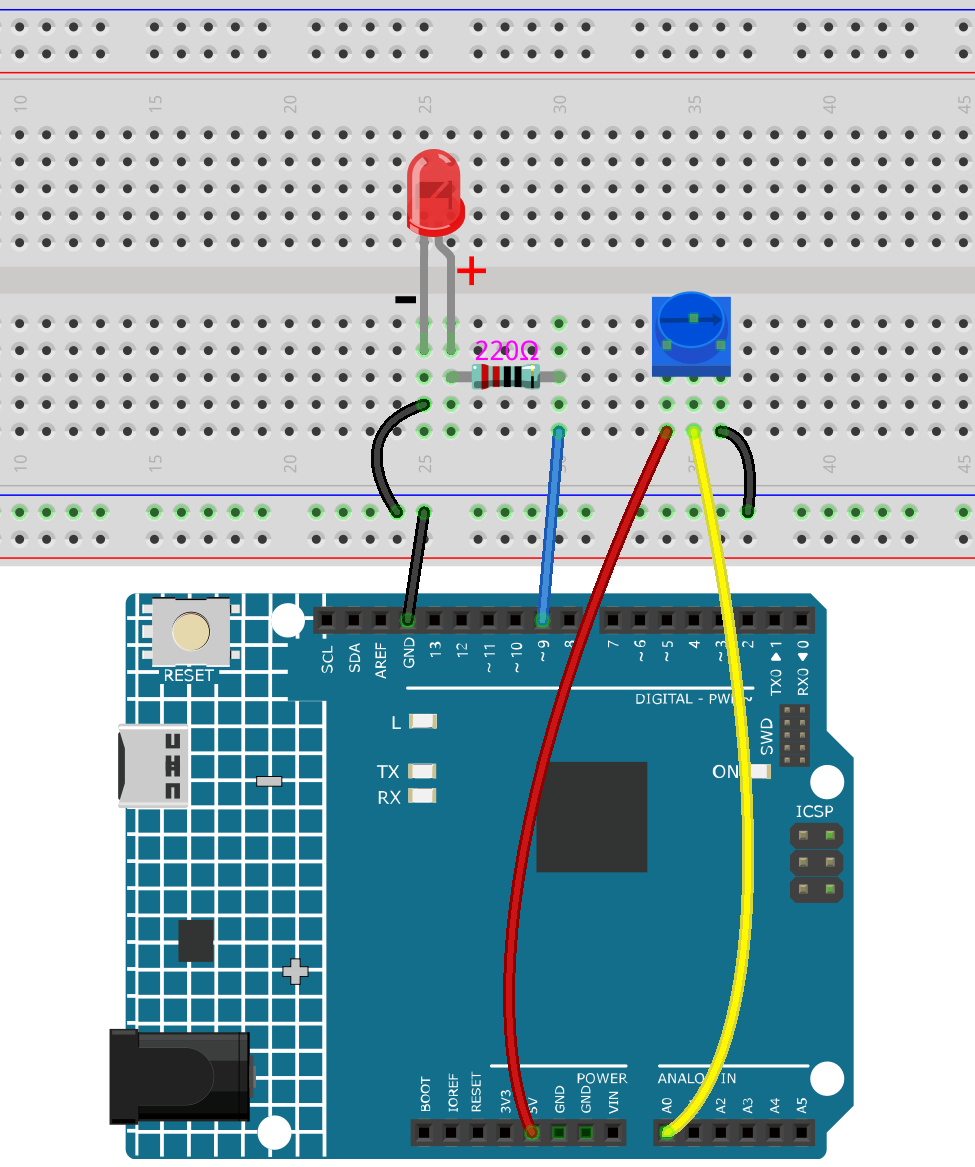 10 15 20 25 30 35 40 45
+
-
220Ω
10 15 20 25 35 40 45
RESET
SCL SDA AREF GND 13 12 ~11 ~10 ~9 8 7 ~6 ~5 4 ~3 2 TX0▶1 RX0◀0
DIGITAL - PWM ~
L
SWD
TX ON
RX
ICSP
POWER ANALOG IN
BOOT IOREF RESET 3V3 5V GND GND VIN A0 A2 A3 A4 A5